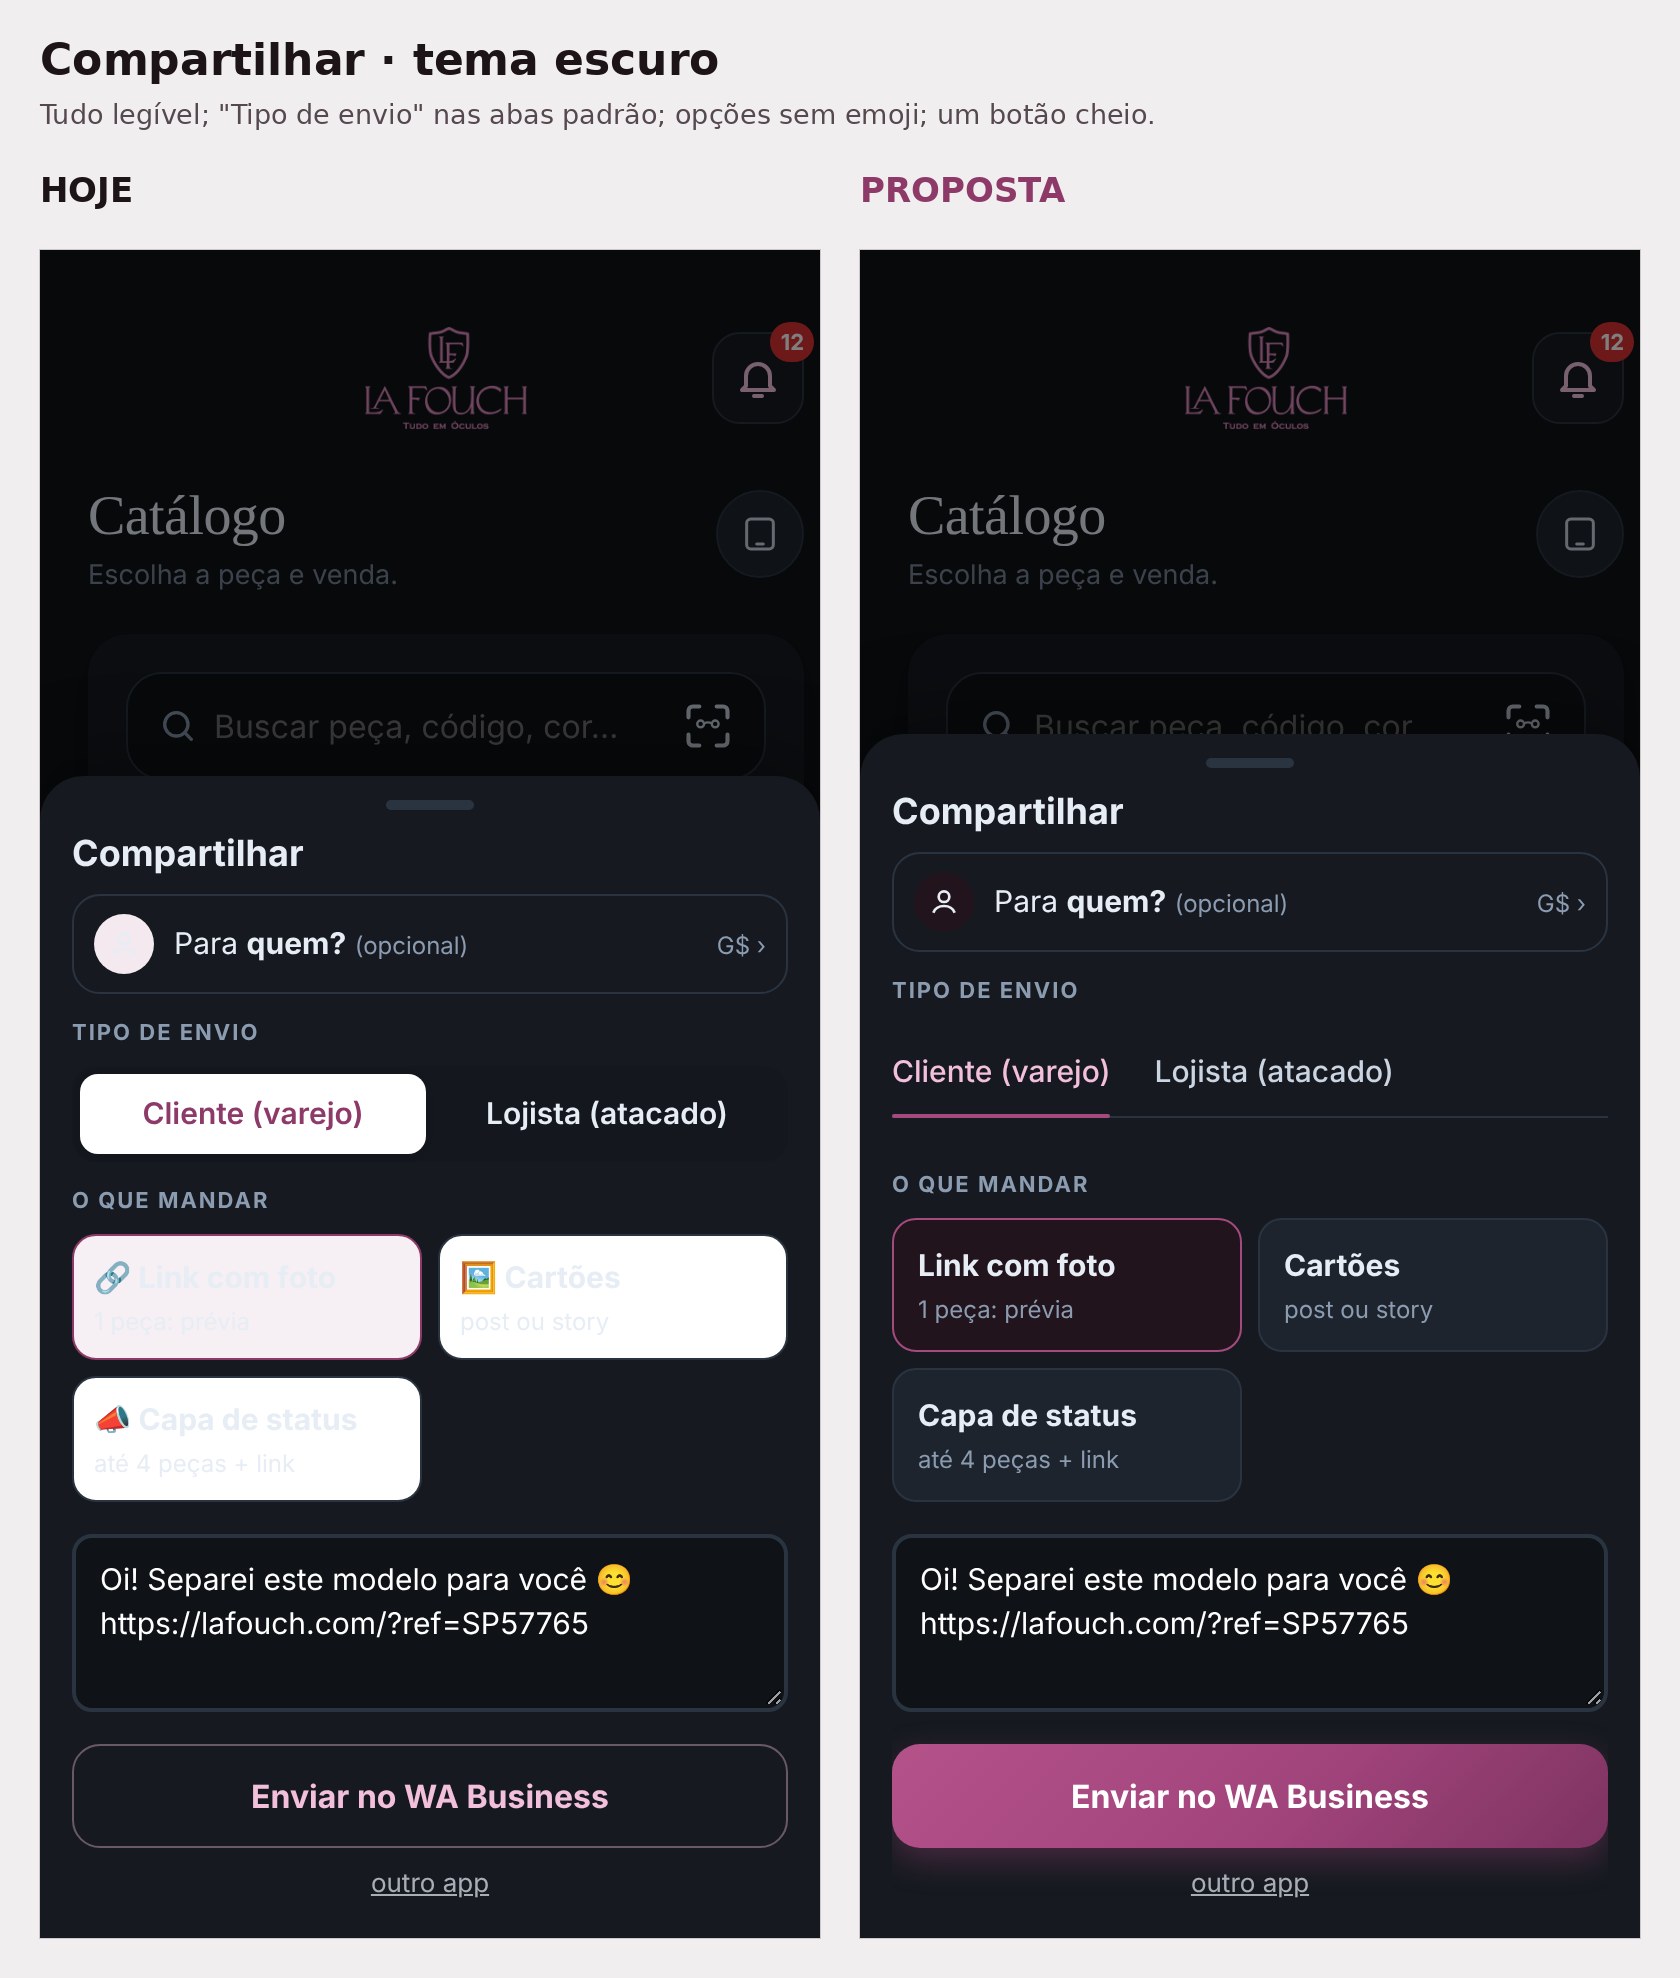 Compartilhar · tema escuro
Tudo legível; "Tipo de envio" nas abas padrão; opções sem emoji; um botão cheio.
HOJE
12
LF
LA FOUCH
TUDO EM ÓCULOS
Catálogo
Escolha a peça e venda.
Buscar peça, código, cor...
Compartilhar
Para quem? (opcional)
G$ ›
TIPO DE ENVIO
Cliente (varejo)
Lojista (atacado)
O QUE MANDAR
🔗 Link com foto
1 peça: prévia
🖼️ Cartões
post ou story
📣 Capa de status
até 4 peças + link
Oi! Separei este modelo para você 😊
https://lafouch.com/?ref=SP57765
Enviar no WA Business
outro app
PROPOSTA
12
LF
LA FOUCH
TUDO EM ÓCULOS
Catálogo
Escolha a peça e venda.
Buscar peça, código, cor
Compartilhar
Para quem? (opcional)
G$ ›
TIPO DE ENVIO
Cliente (varejo)
Lojista (atacado)
O QUE MANDAR
Link com foto
1 peça: prévia
Cartões
post ou story
Capa de status
até 4 peças + link
Oi! Separei este modelo para você 😊
https://lafouch.com/?ref=SP57765
Enviar no WA Business
outro app